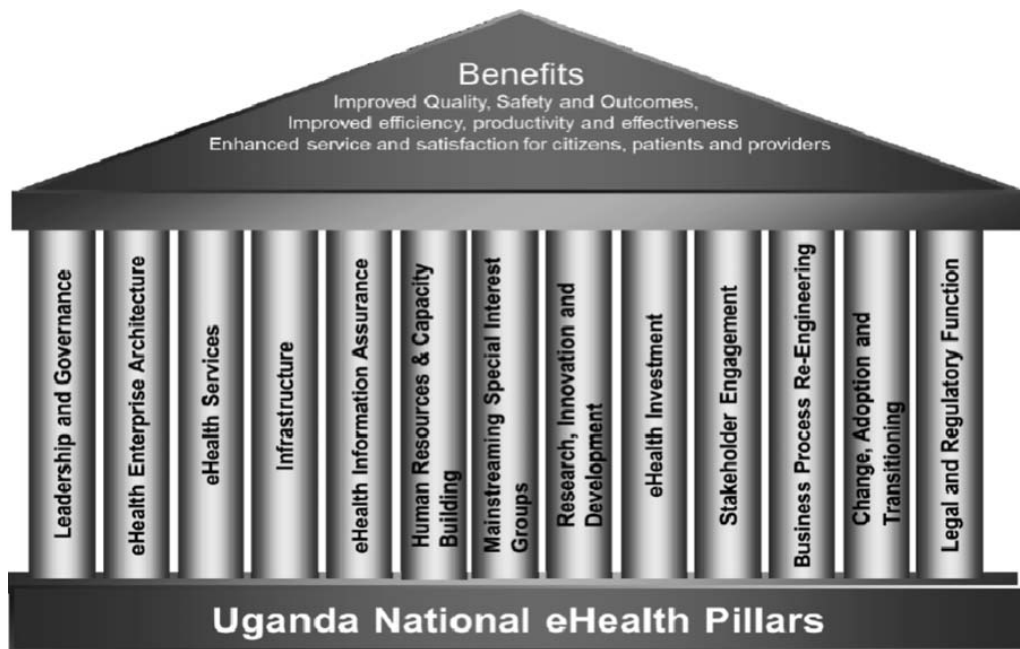 Benefits
Improved Quality, Safety and Outcomes,
Improved efficiency, productivity and effectiveness
Enhanced service and satisfaction for citizens, patients and providers
Leadership and Governance
eHealth Enterprise Architecture
eHealth Services
Infrastructure
eHealth Information Assurance
Human Resources & Capacity
Building
Mainstreaming Special Interest
Groups
Research, Innovation and
Development
eHealth Investment
Stakeholder Engagement
Business Process Re-Engineering
Change, Adoption and
Transitioning
Legal and Regulatory Function
Uganda National eHealth Pillars